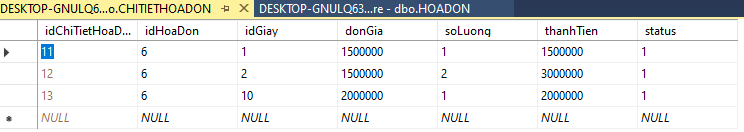 DESKTOP-GNULQ6...o.CHITIETHOADON DESKTOP-GNULQ63...re - dbo.HOADON
idChiTietHoaD... idHoaDon idGiay donGia soLuong thanhTien status
11 6 1 1500000 1 1500000 1
12 6 2 1500000 2 3000000 1
13 6 10 2000000 1 2000000 1
NULL NULL NULL NULL NULL NULL NULL